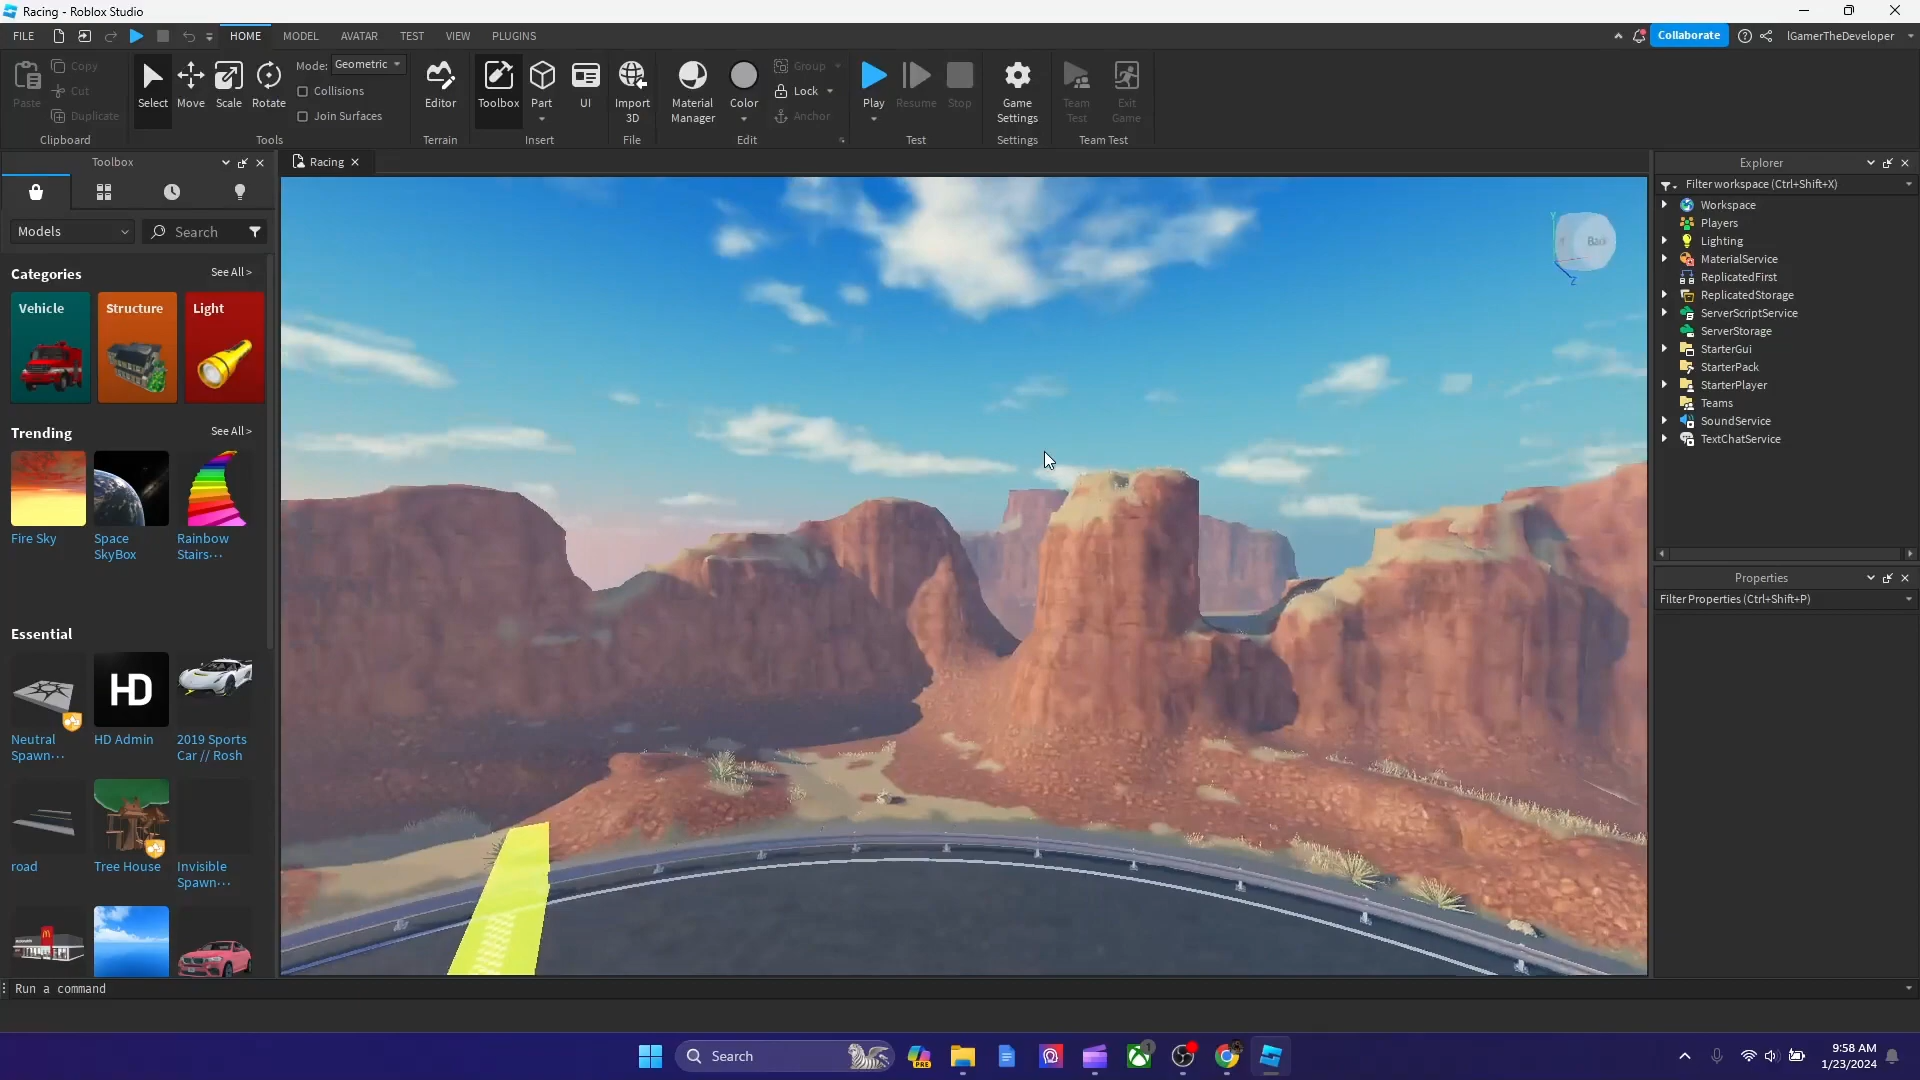 Racing - Roblox Studio
FILE HOME MODEL AVATAR TEST VIEW PLUGINS Collaborate lGamerTheDeveloper
Paste Copy Cut Duplicate
Clipboard
Select Move Scale Rotate
Mode: Geometric
Collisions
Join Surfaces
Tools
Editor
Terrain
Toolbox Part UI
Insert
Import
3D
File
Material
Manager
Color
Group
Lock
Anchor
Edit
Play Resume Stop
Test
Game
Settings
Settings
Team
Test
Exit
Game
Team Test
Toolbox
Models Search
Categories See All >
Vehicle Structure Light
Trending See All >
Fire Sky
Space
SkyBox
Rainbow
Stairs...
Essential
HD
Neutral
Spawn...
HD Admin
2019 Sports
Car // Rosh
road
Tree House
Invisible
Spawn...
Racing
Back
Y
Z
Explorer
Filter workspace (Ctrl+Shift+X)
Workspace
Players
Lighting
MaterialService
ReplicatedFirst
ReplicatedStorage
ServerScriptService
ServerStorage
StarterGui
StarterPack
StarterPlayer
Teams
SoundService
TextChatService
Properties
Filter Properties (Ctrl+Shift+P)
Run a command
Search
PRE
1
9:58 AM
1/23/2024